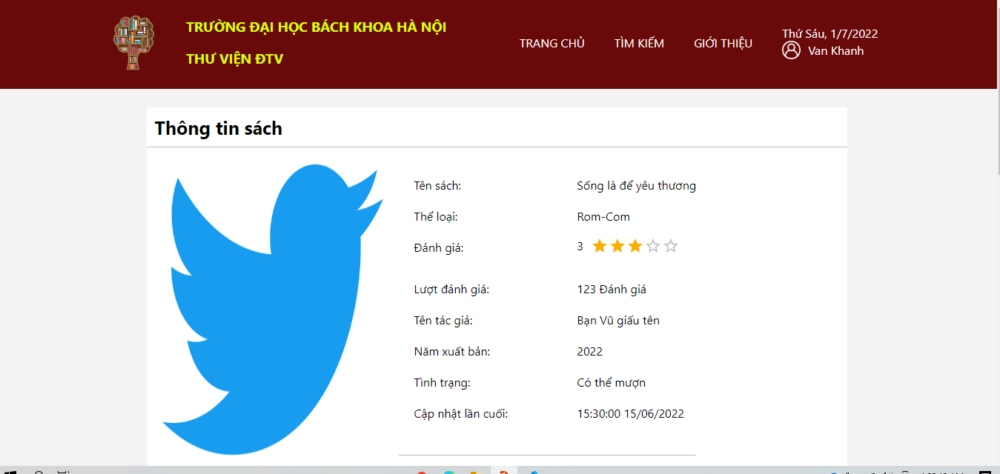 TRƯỜNG ĐẠI HỌC BÁCH KHOA HÀ NỘI
THƯ VIỆN ĐTV
TRANG CHỦ
TÌM KIẾM
GIỚI THIỆU
Thứ Sáu, 1/7/2022
Van Khanh
Thông tin sách
Tên sách: Sống là để yêu thương
Thể loại: Rom-Com
Đánh giá: 3
Lượt đánh giá: 123 Đánh giá
Tên tác giả: Bạn Vũ giấu tên
Năm xuất bản: 2022
Tình trạng: Có thể mượn
Cập nhật lần cuối: 15:30:00 15/06/2022